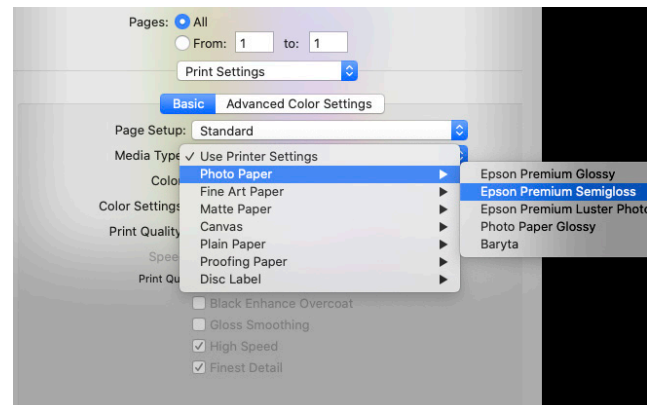 Pages: All
From: 1 to: 1
Print Settings
Basic Advanced Color Settings
Page Setup: Standard
Media Type ✓ Use Printer Settings
Photo Paper Epson Premium Glossy
Color Fine Art Paper Epson Premium Semigloss
Color Settings Matte Paper Epson Premium Luster Photo
Canvas Photo Paper Glossy
Print Quality Plain Paper Baryta
Speed Proofing Paper
Print Qu Disc Label
Black Enhance Overcoat
Gloss Smoothing
High Speed
Finest Detail